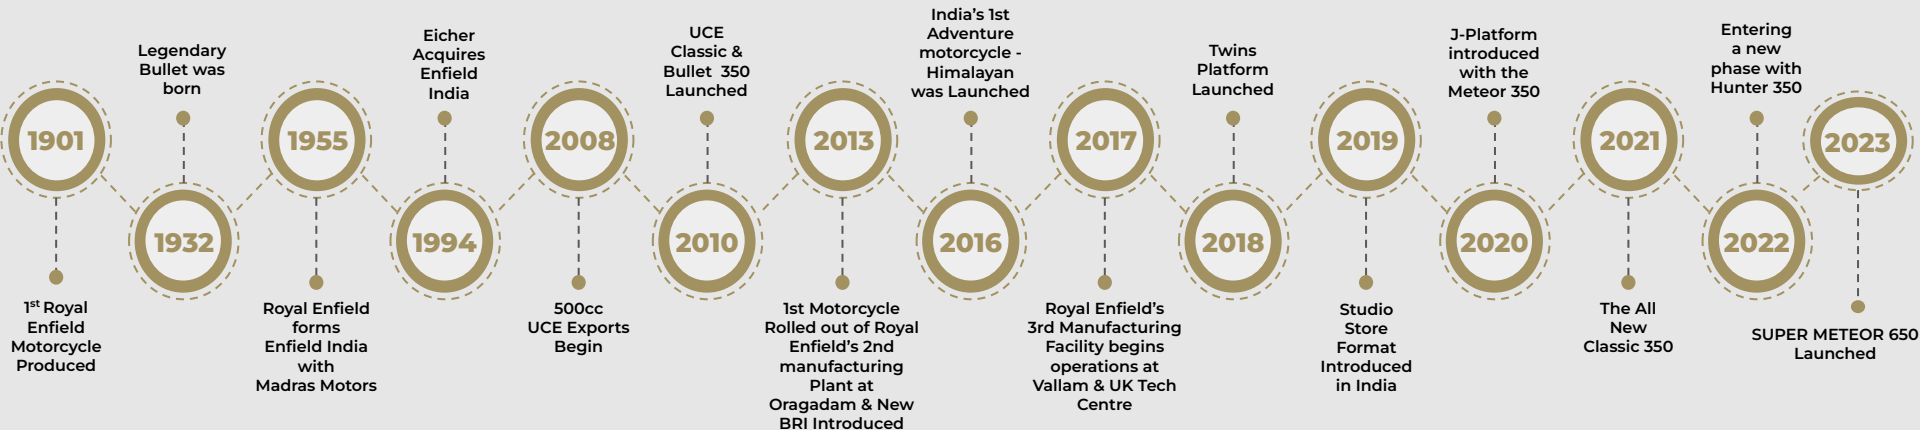 1901
1st Royal
Enfield
Motorcycle
Produced
Legendary
Bullet was
born
1932
1955
Royal Enfield
forms
Enfield India
with
Madras Motors
Eicher
Acquires
Enfield
India
1994
2008
500cc
UCE Exports
Begin
UCE
Classic &
Bullet 350
Launched
2010
2013
1st Motorcycle
Rolled out of Royal
Enfield's 2nd
manufacturing
Plant at
Oragadam & New
BRI Introduced
India's 1st
Adventure
motorcycle -
Himalayan
was Launched
2016
2017
Royal Enfield's
3rd Manufacturing
Facility begins
operations at
Vallam & UK Tech
Centre
Twins
Platform
Launched
2018
2019
Studio
Store
Format
Introduced
in India
J-Platform
introduced
with the
Meteor 350
2020
2021
The All
New
Classic 350
Entering
a new
phase with
Hunter 350
2022
2023
SUPER METEOR 650
Launched